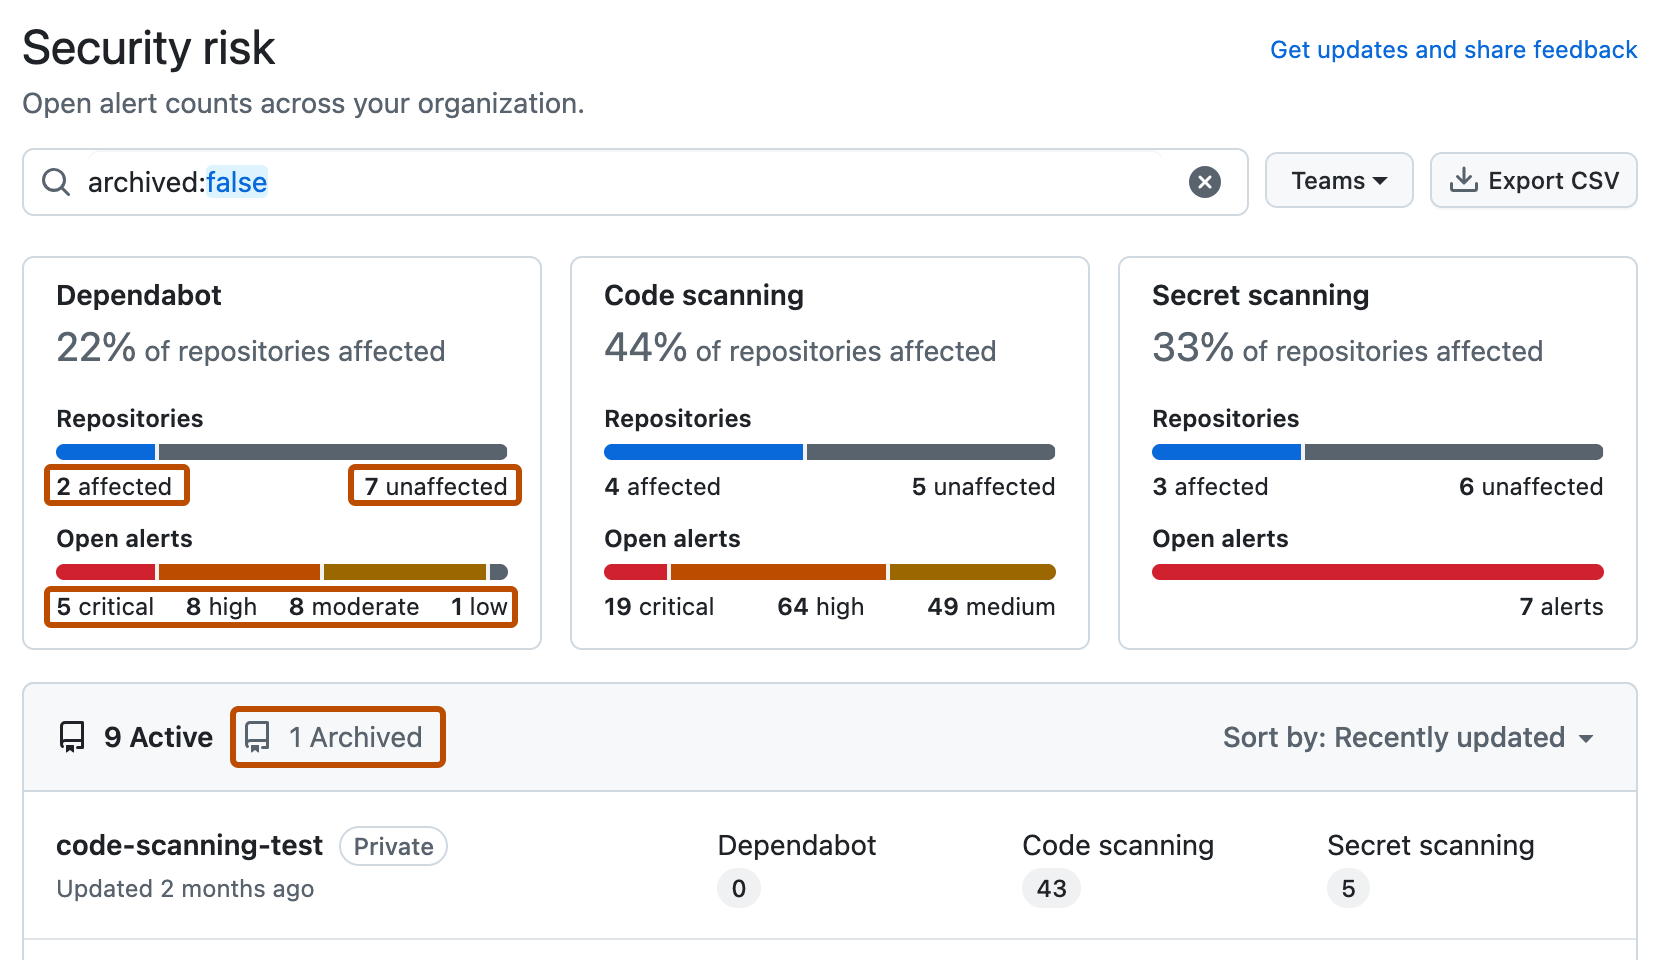 Security risk
Get updates and share feedback
Open alert counts across your organization.
archived:false
Teams
Export CSV
Dependabot
22% of repositories affected
Repositories
2 affected
7 unaffected
Open alerts
5 critical 8 high 8 moderate 1 low
Code scanning
44% of repositories affected
Repositories
4 affected
5 unaffected
Open alerts
19 critical 64 high 49 medium
Secret scanning
33% of repositories affected
Repositories
3 affected
6 unaffected
Open alerts
7 alerts
9 Active
1 Archived
Sort by: Recently updated
code-scanning-test Private
Updated 2 months ago
Dependabot
0
Code scanning
43
Secret scanning
5